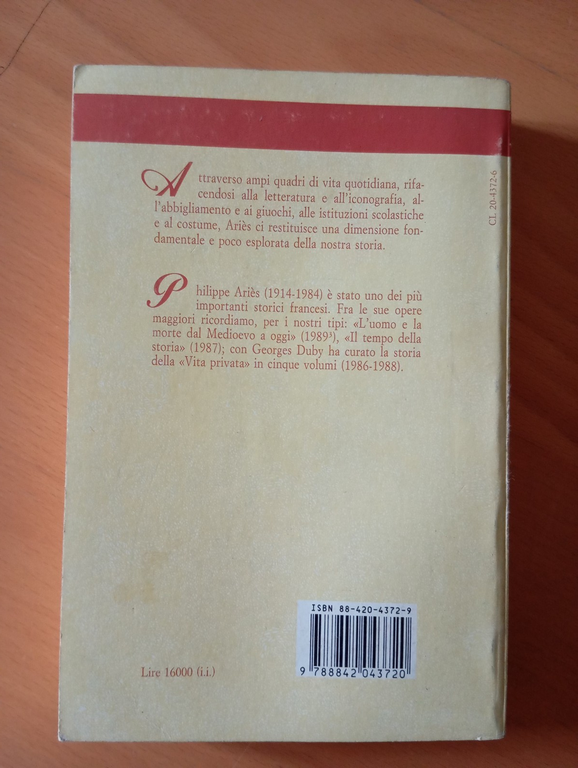 Attraverso ampi quadri di vita quotidiana, rifa-
cendosi alla letteratura e all'iconografia, al-
l'abbigliamento e ai giuochi, alle istituzioni scolastiche
e al costume, Ariès ci restituisce una dimensione fon-
damentale e poco esplorata della nostra storia.
Philippe Ariès (1914-1984) è stato uno dei più
importanti storici francesi. Fra le sue opere
maggiori ricordiamo, per i nostri tipi: «L'uomo e la
morte dal Medioevo a oggi» (1989³), «Il tempo della
storia» (1987); con Georges Duby ha curato la storia
della «Vita privata» in cinque volumi (1986-1988).
CL 20-4372-6
ISBN 88-420-4372-9
9 788842 043720
Lire 16000 (i.i.)